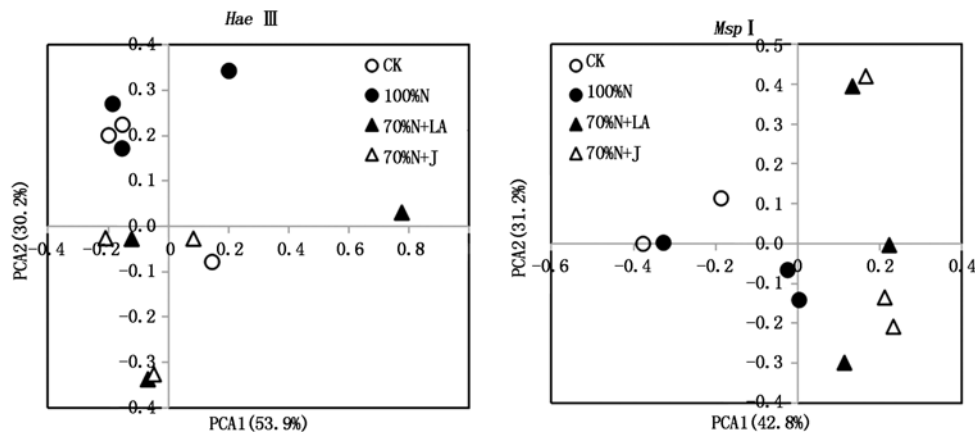 Hae III
0.4
0.3
0.2
0.1
0.0
-0.1
-0.2
-0.3
-0.4
-0.4
-0.2
0
0.2
0.4
0.6
0.8
CK
100%N
70%N+LA
70%N+J
PCA2(30.2%)
PCA1(53.9%)
Msp I
0.5
0.4
0.3
0.2
0.1
0.0
-0.1
-0.2
-0.3
-0.4
-0.6
-0.4
-0.2
0
0.2
0.4
CK
100%N
70%N+LA
70%N+J
PCA2(31.2%)
PCA1(42.8%)